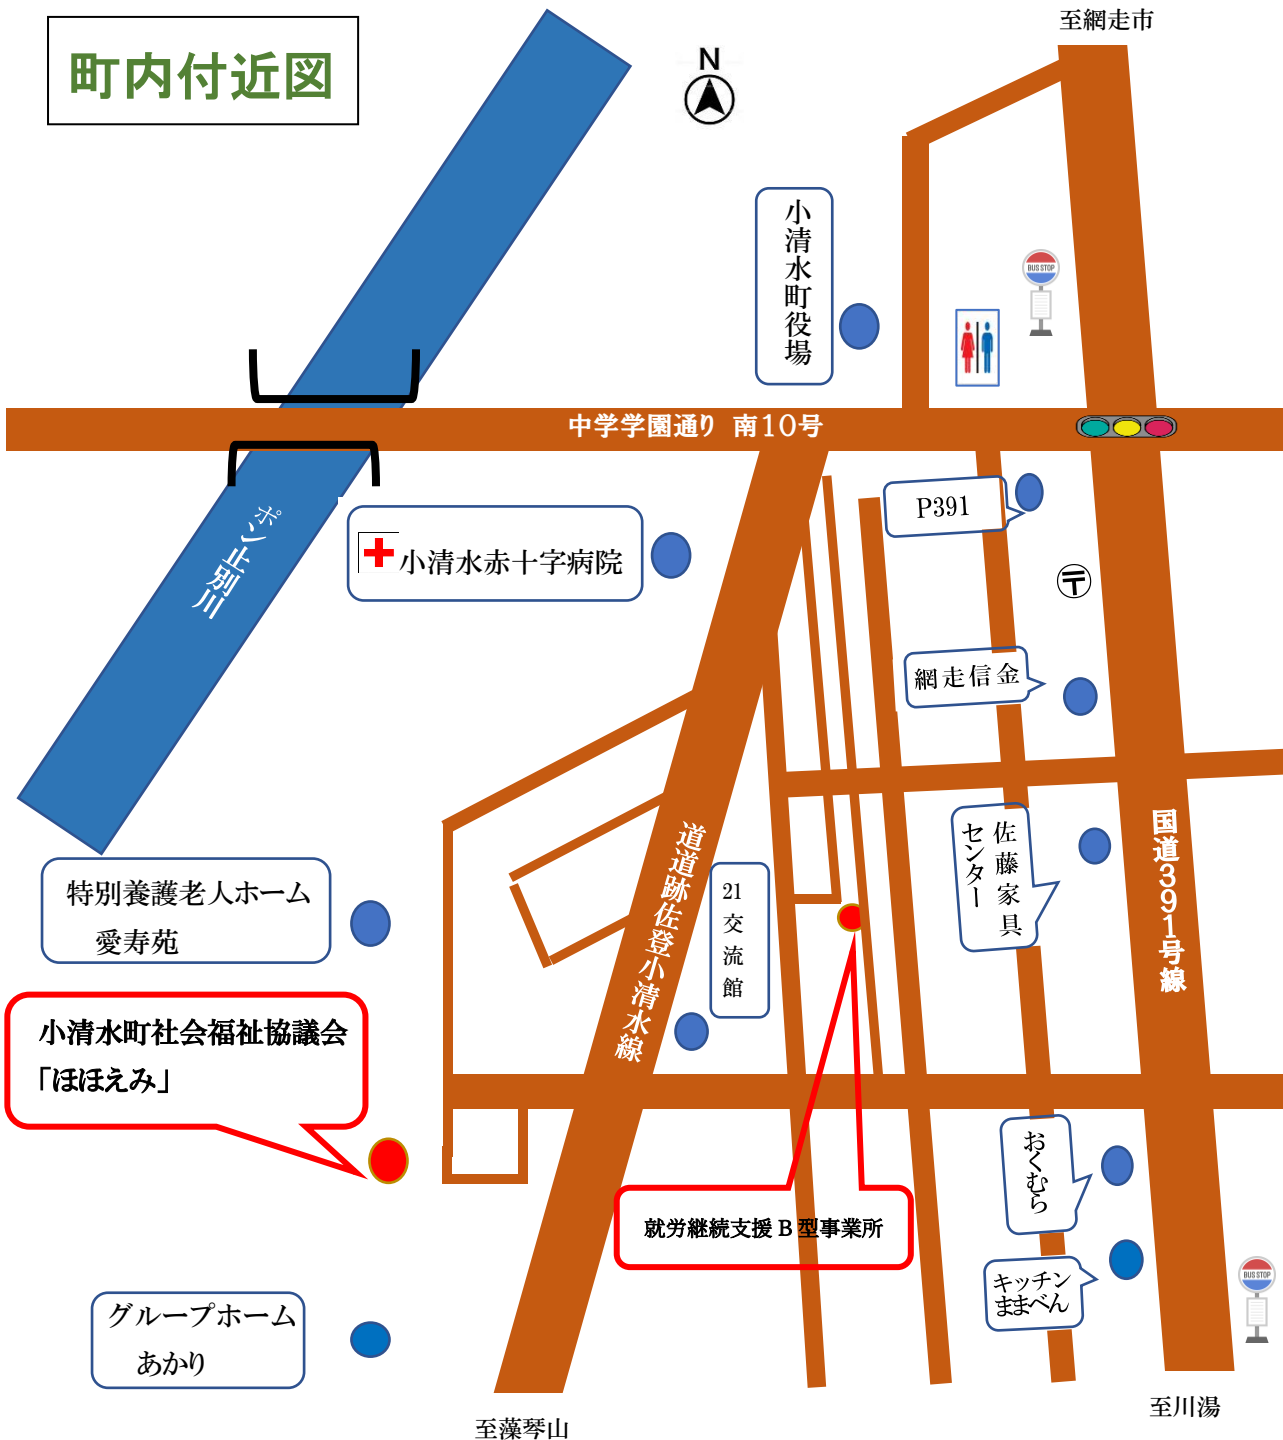 町内付近図
N
至網走市
小清水町役場
BUS STOP
中学学園通り 南10号
ポン止別川
小清水赤十字病院
P391
〒
網走信金
佐藤家具
センター
国道391号線
道道跡佐登小清水線
21交流館
特別養護老人ホーム
愛寿苑
小清水町社会福祉協議会
「ほほえみ」
おくむら
就労継続支援B型事業所
キッチン
ままべん
BUS STOP
グループホーム
あかり
至川湯
至藻琴山